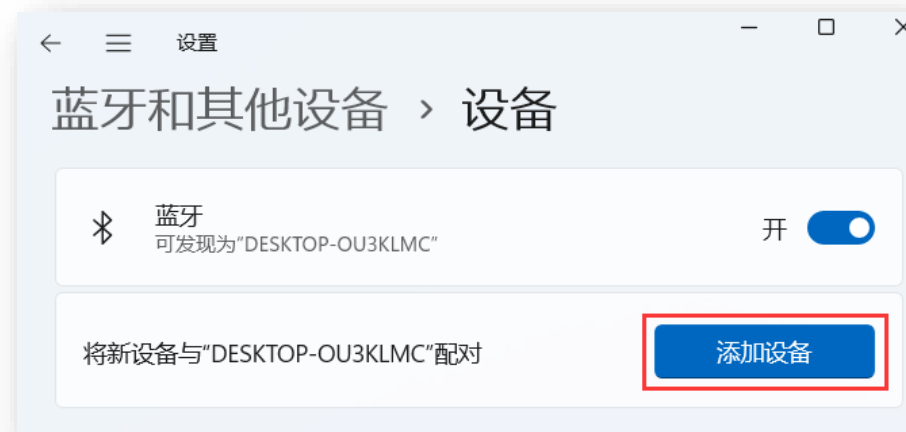 设置
蓝牙和其他设备 › 设备
蓝牙
可发现为"DESKTOP-OU3KLMC"
开
将新设备与"DESKTOP-OU3KLMC"配对
添加设备